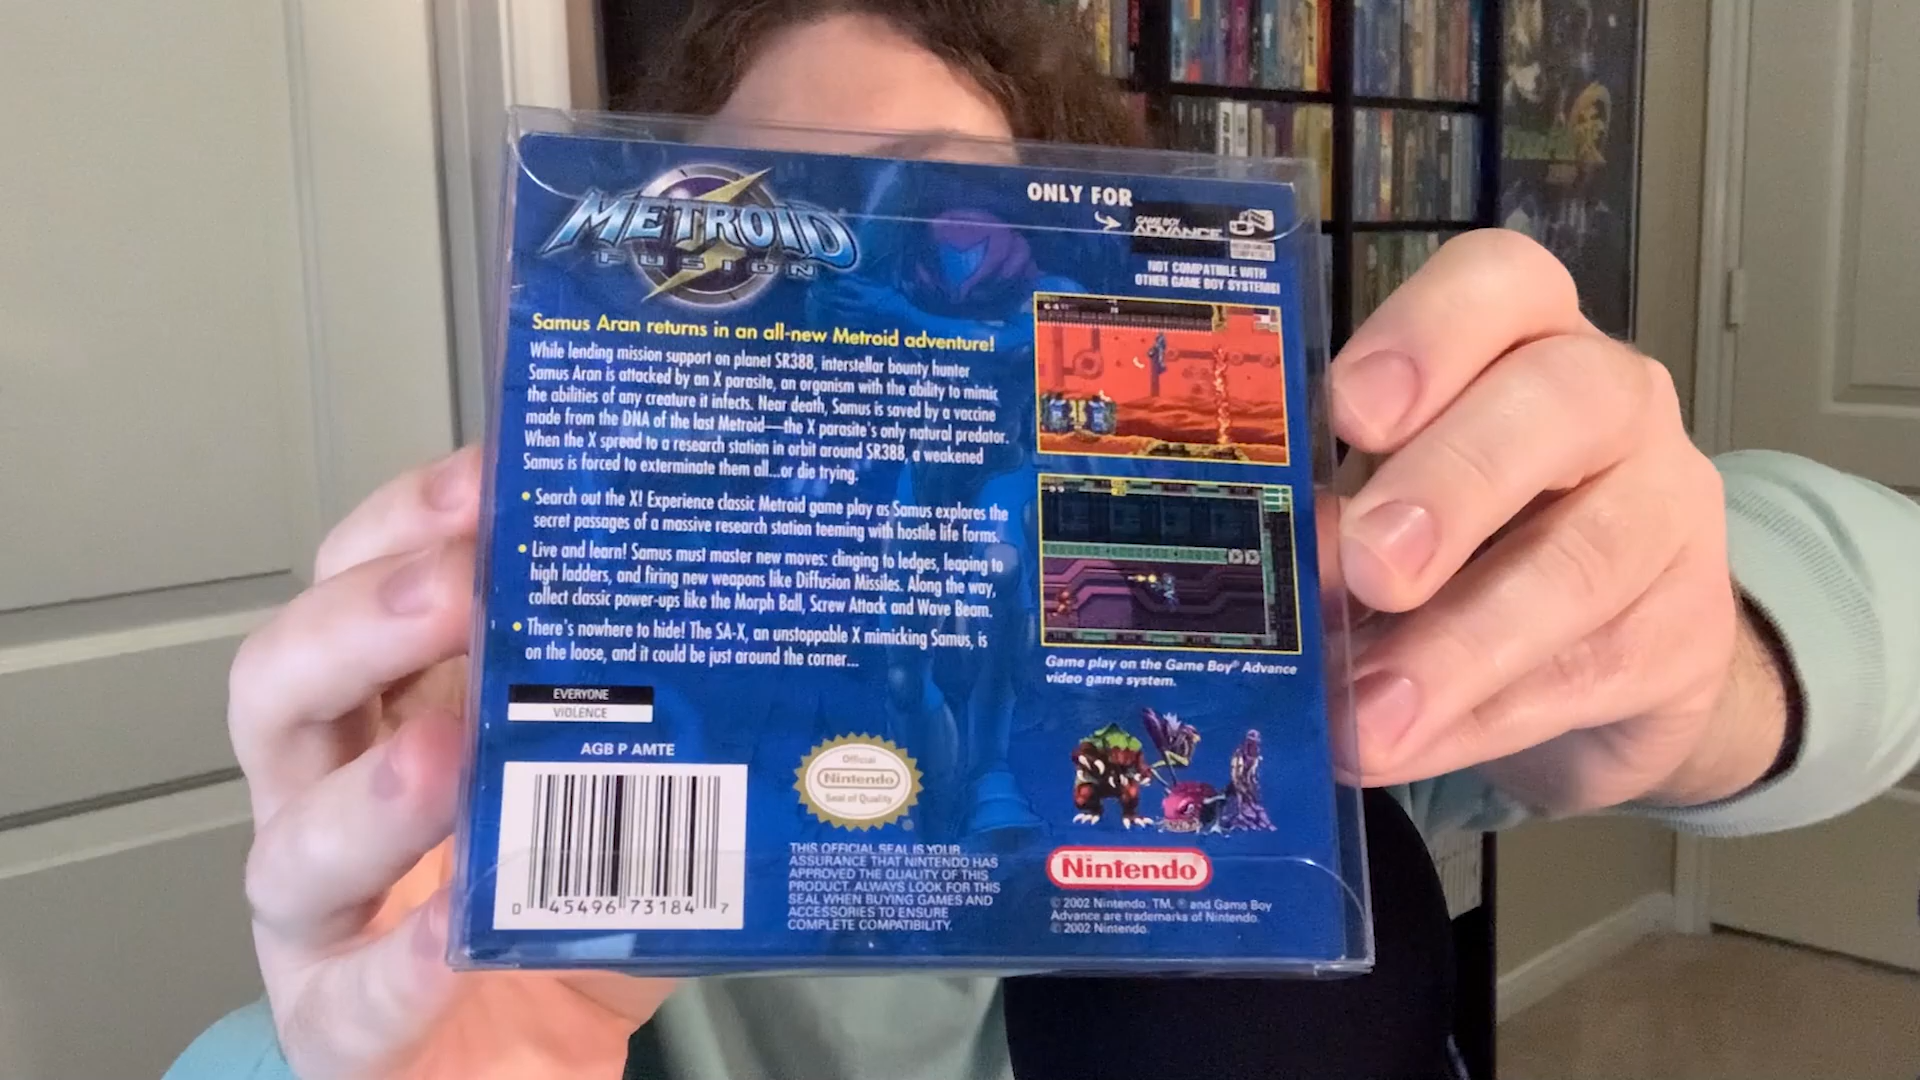 METROID
FUSION
ONLY FOR
GAME BOY
ADVANCE
NOT COMPATIBLE WITH
OTHER GAME BOY SYSTEMS!
Samus Aran returns in an all-new Metroid adventure!
While lending mission support on planet SR388, interstellar bounty hunter
Samus Aran is attacked by an X parasite, an organism with the ability to mimic
the abilities of any creature it infects. Near death, Samus is saved by a vaccine
made from the DNA of the last Metroid—the X parasite's only natural predator.
When the X spread to a research station in orbit around SR388, a weakened
Samus is forced to exterminate them all...or die trying.
• Search out the X! Experience classic Metroid game play as Samus explores the
secret passages of a massive research station teeming with hostile life forms.
• Live and learn! Samus must master new moves: clinging to ledges, leaping to
high ladders, and firing new weapons like Diffusion Missiles. Along the way,
collect classic power-ups like the Morph Ball, Screw Attack and Wave Beam.
• There's nowhere to hide! The SA-X, an unstoppable X mimicking Samus, is
on the loose, and it could be just around the corner...
Game play on the Game Boy® Advance
video game system.
EVERYONE
VIOLENCE
AGB P AMTE
0 45496 73184 7
Official
Nintendo
Seal of Quality
THIS OFFICIAL SEAL IS YOUR
ASSURANCE THAT NINTENDO HAS
APPROVED THE QUALITY OF THIS
PRODUCT. ALWAYS LOOK FOR THIS
SEAL WHEN BUYING GAMES AND
ACCESSORIES TO ENSURE
COMPLETE COMPATIBILITY.
Nintendo
© 2002 Nintendo. TM, ® and Game Boy
Advance are trademarks of Nintendo.
© 2002 Nintendo.